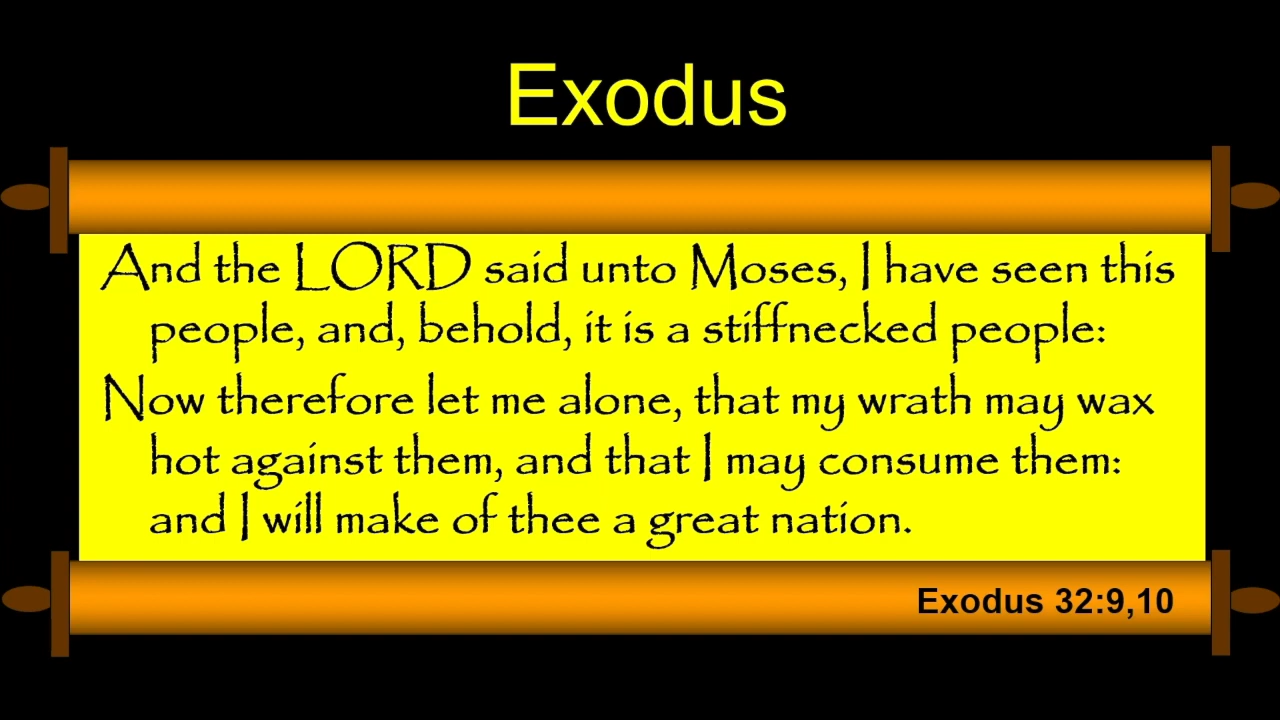 Exodus
And the LORD said unto Moses, I have seen this
people, and, behold, it is a stiffnecked people:
Now therefore let me alone, that my wrath may wax
hot against them, and that I may consume them:
and I will make of thee a great nation.
Exodus 32:9,10